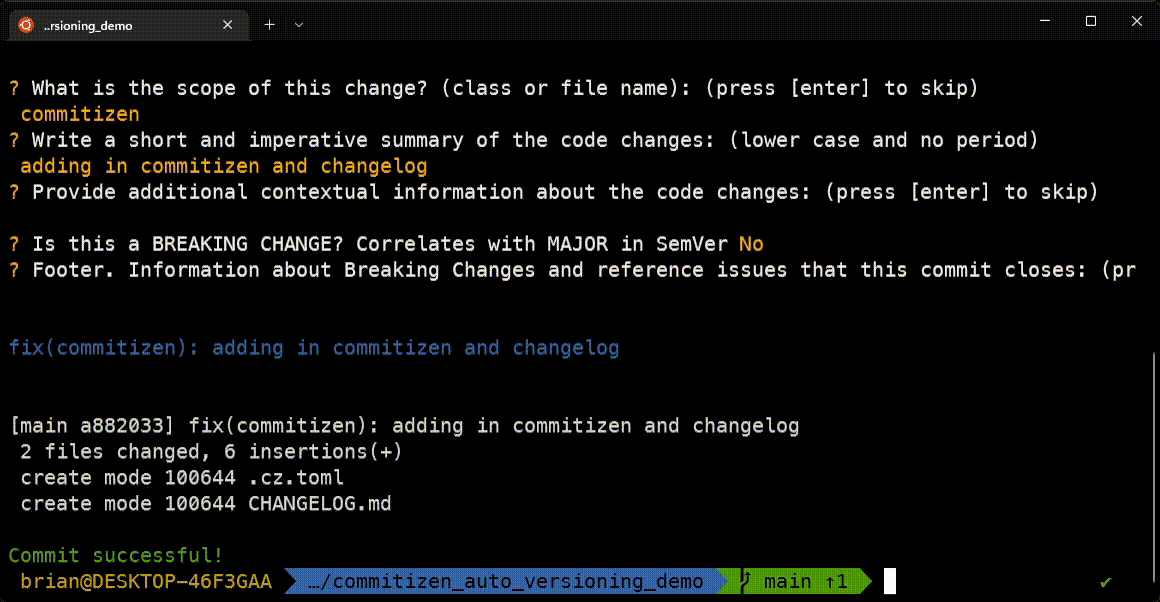 ..rsioning_demo
? What is the scope of this change? (class or file name): (press [enter] to skip)
commitizen
? Write a short and imperative summary of the code changes: (lower case and no period)
adding in commitizen and changelog
? Provide additional contextual information about the code changes: (press [enter] to skip)
? Is this a BREAKING CHANGE? Correlates with MAJOR in SemVer No
? Footer. Information about Breaking Changes and reference issues that this commit closes: (pr
fix(commitizen): adding in commitizen and changelog
[main a882033] fix(commitizen): adding in commitizen and changelog
2 files changed, 6 insertions(+)
create mode 100644 .cz.toml
create mode 100644 CHANGELOG.md
Commit successful!
brian@DESKTOP-46F3GAA …/commitizen_auto_versioning_demo main ↑1 ✔